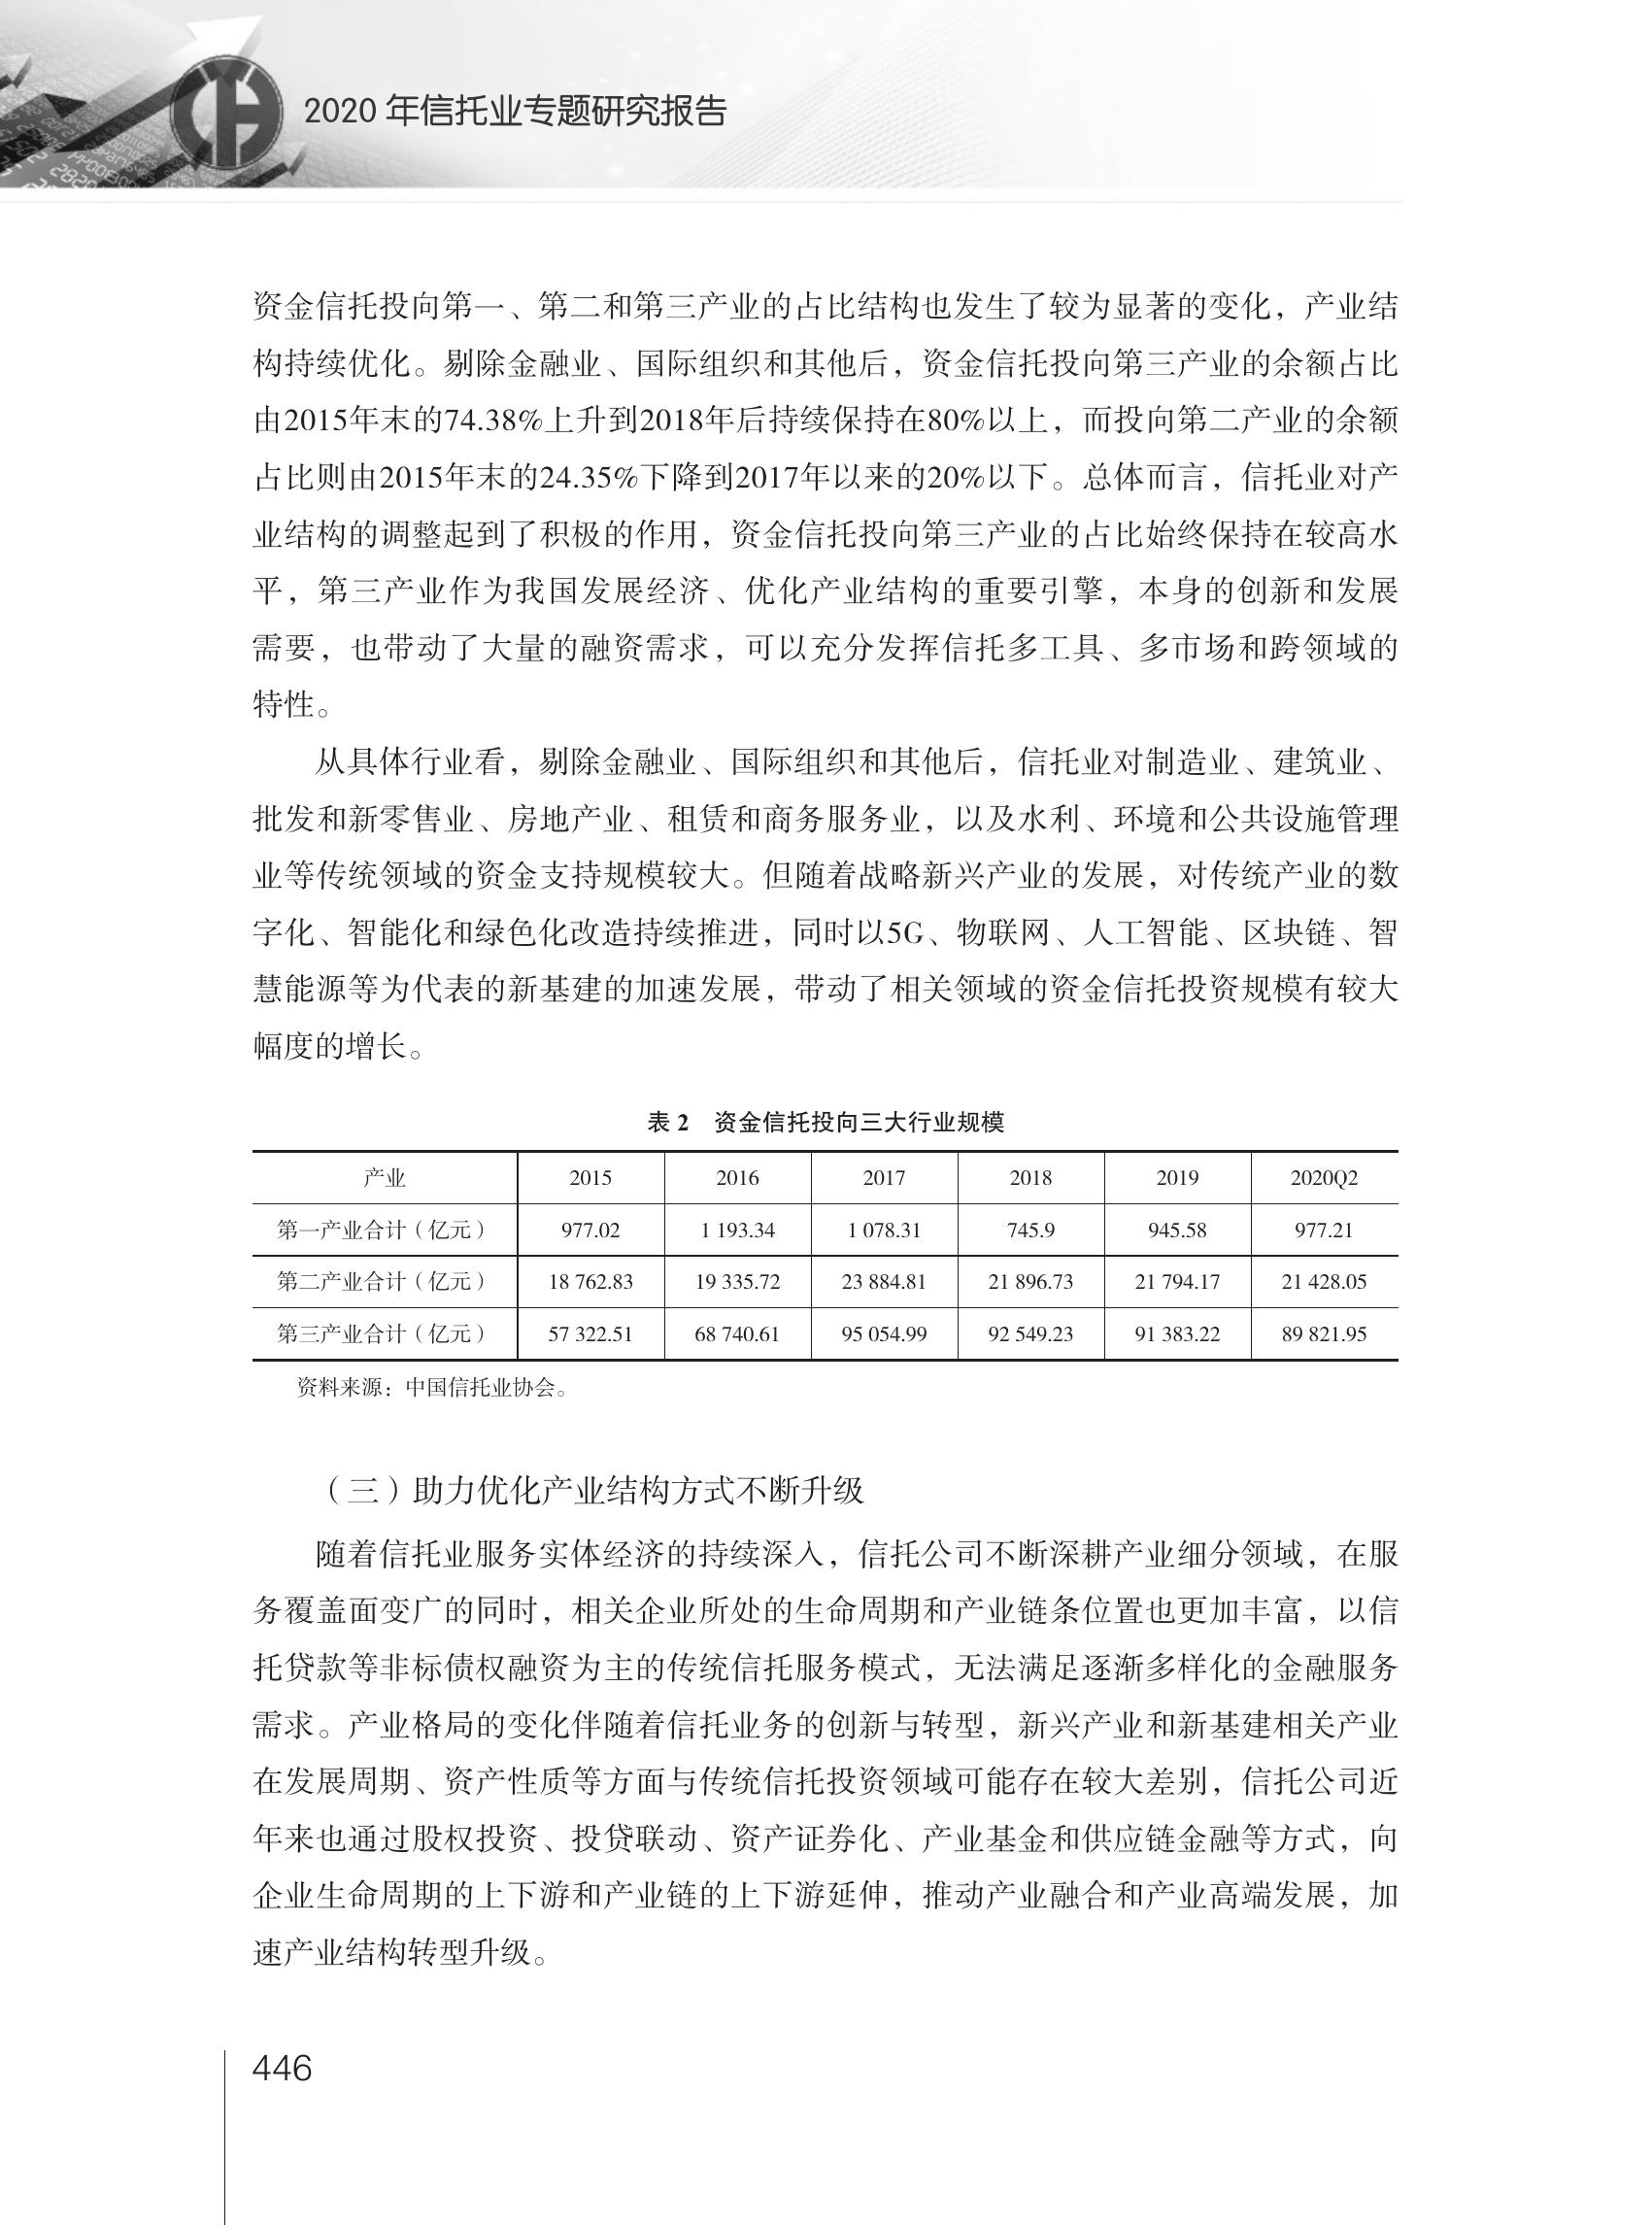 2020 年信托业专题研究报告
资金信托投向第一、第二和第三产业的占比结构也发生了较为显著的变化，产业结
构持续优化。剔除金融业、国际组织和其他后，资金信托投向第三产业的余额占比
由2015年末的74.38%上升到2018年后持续保持在80%以上，而投向第二产业的余额
占比则由2015年末的24.35%下降到2017年以来的20%以下。总体而言，信托业对产
业结构的调整起到了积极的作用，资金信托投向第三产业的占比始终保持在较高水
平，第三产业作为我国发展经济、优化产业结构的重要引擎，本身的创新和发展
需要，也带动了大量的融资需求，可以充分发挥信托多工具、多市场和跨领域的
特性。
从具体行业看，剔除金融业、国际组织和其他后，信托业对制造业、建筑业、
批发和新零售业、房地产业、租赁和商务服务业，以及水利、环境和公共设施管理
业等传统领域的资金支持规模较大。但随着战略新兴产业的发展，对传统产业的数
字化、智能化和绿色化改造持续推进，同时以5G、物联网、人工智能、区块链、智
慧能源等为代表的新基建的加速发展，带动了相关领域的资金信托投资规模有较大
幅度的增长。
表 2 资金信托投向三大行业规模
产业 2015 2016 2017 2018 2019 2020Q2
第一产业合计（亿元） 977.02 1 193.34 1 078.31 745.9 945.58 977.21
第二产业合计（亿元） 18 762.83 19 335.72 23 884.81 21 896.73 21 794.17 21 428.05
第三产业合计（亿元） 57 322.51 68 740.61 95 054.99 92 549.23 91 383.22 89 821.95
资料来源：中国信托业协会。
（三）助力优化产业结构方式不断升级
随着信托业服务实体经济的持续深入，信托公司不断深耕产业细分领域，在服
务覆盖面变广的同时，相关企业所处的生命周期和产业链条位置也更加丰富，以信
托贷款等非标债权融资为主的传统信托服务模式，无法满足逐渐多样化的金融服务
需求。产业格局的变化伴随着信托业务的创新与转型，新兴产业和新基建相关产业
在发展周期、资产性质等方面与传统信托投资领域可能存在较大差别，信托公司近
年来也通过股权投资、投贷联动、资产证券化、产业基金和供应链金融等方式，向
企业生命周期的上下游和产业链的上下游延伸，推动产业融合和产业高端发展，加
速产业结构转型升级。
446